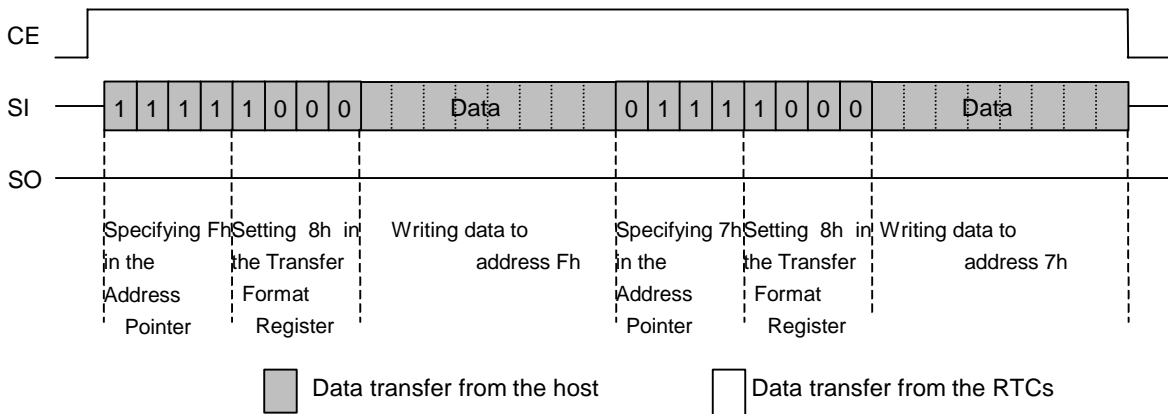 CE
SI 1 1 1 1 1 0 0 0 Data 0 1 1 1 1 0 0 0 Data
SO
Specifying Fh Setting 8h in Writing data to Specifying 7h Setting 8h in Writing data to
in the the Transfer address Fh in the the Transfer address 7h
Address Format Address Format
Pointer Register Pointer Register
Data transfer from the host Data transfer from the RTCs